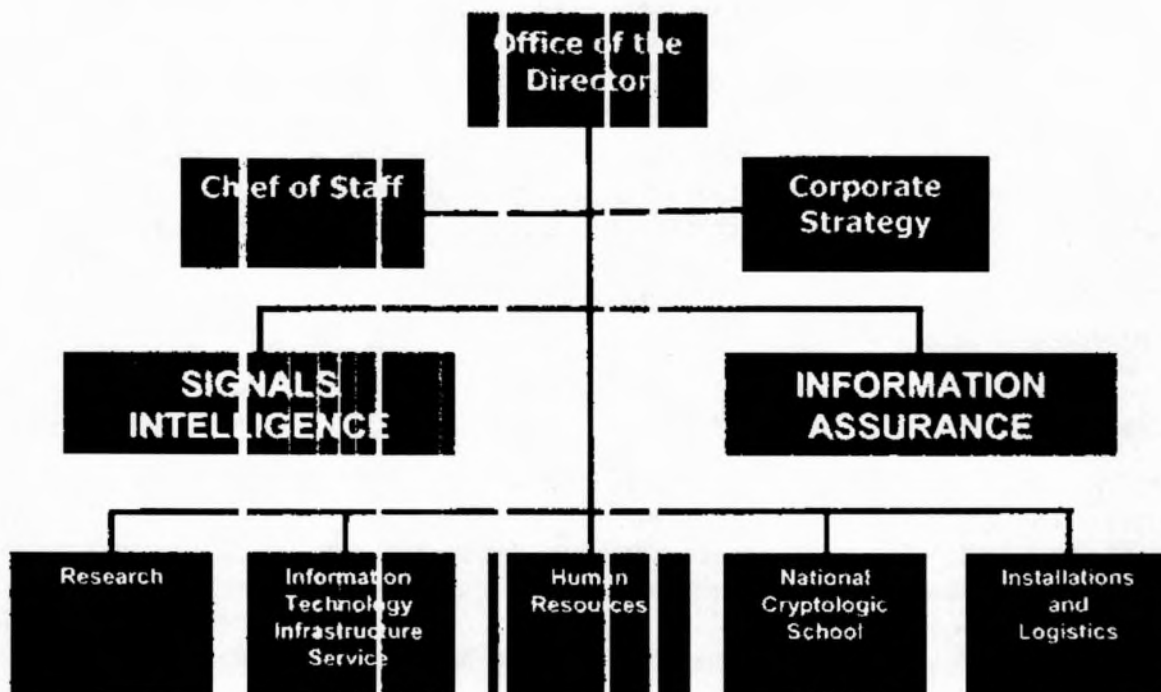 Office of the
Director
Chief of Staff
Corporate
Strategy
SIGNALS
INTELLIGENCE
INFORMATION
ASSURANCE
Research
Information
Technology
Infrastructure
Service
Human
Resources
National
Cryptologic
School
Installations
and
Logistics